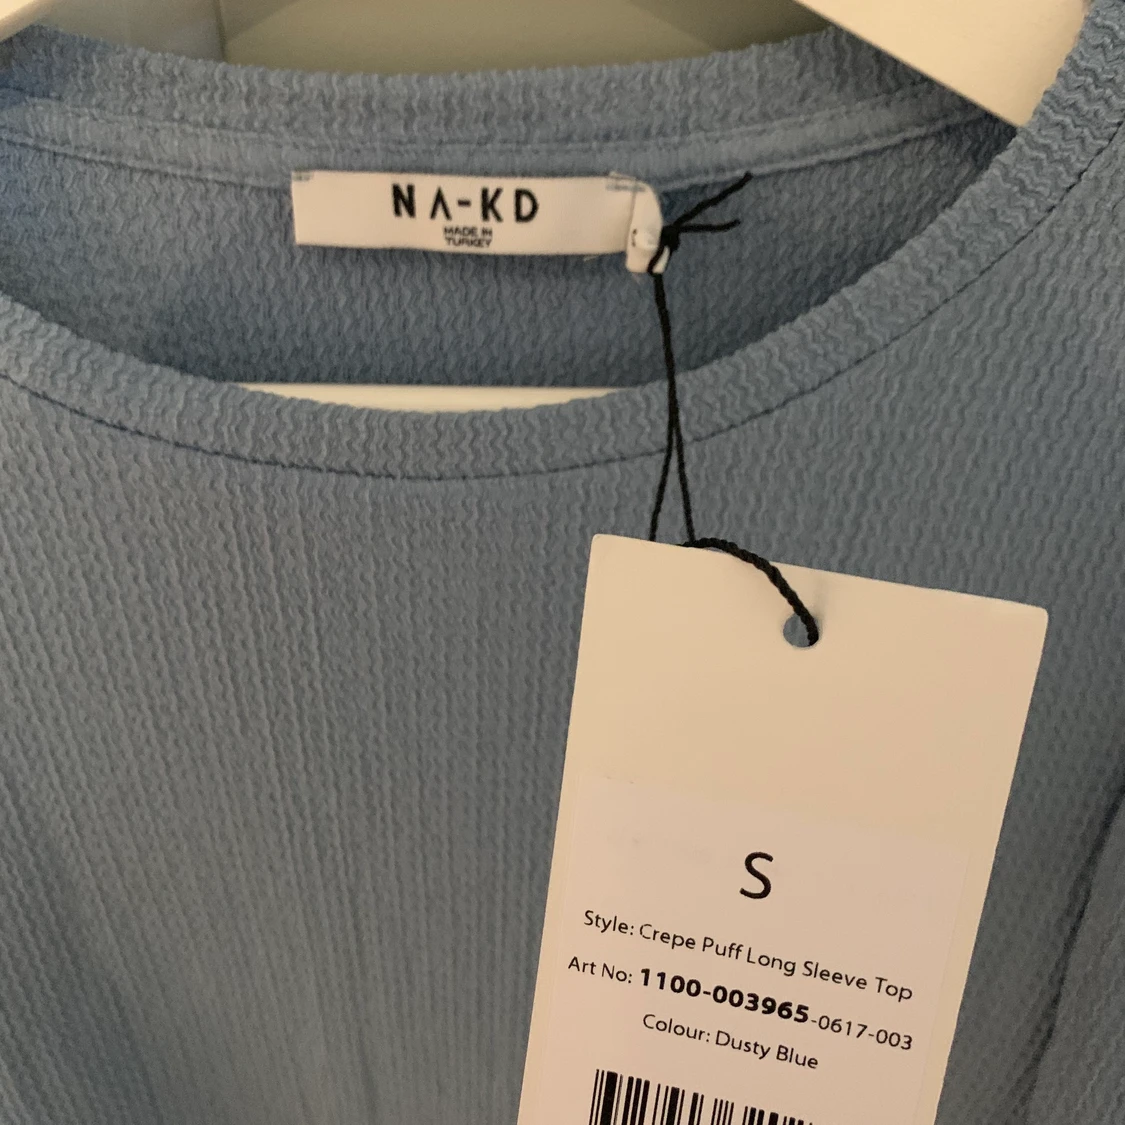 NA-KD
MADE IN
TURKEY
S
Style: Crepe Puff Long Sleeve Top
Art No: 1100-003965-0617-003
Colour: Dusty Blue